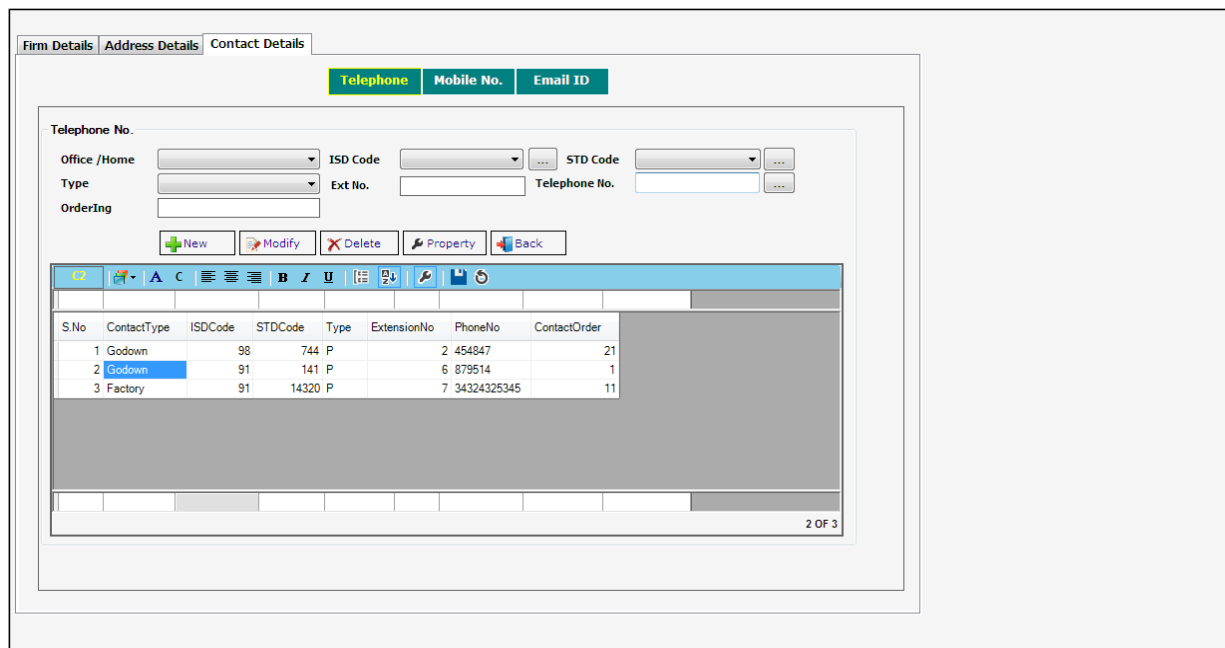 Firm Details Address Details Contact Details
Telephone Mobile No. Email ID
Telephone No.
Office /Home ISD Code ... STD Code ...
Type Ext No. Telephone No. ...
OrderIng
New Modify Delete Property Back
C2 A C B I U
S.No ContactType ISDCode STDCode Type ExtensionNo PhoneNo ContactOrder
1 Godown 98 744 P 2 454847 21
2 Godown 91 141 P 6 879514 1
3 Factory 91 14320 P 7 34324325345 11
2 OF 3